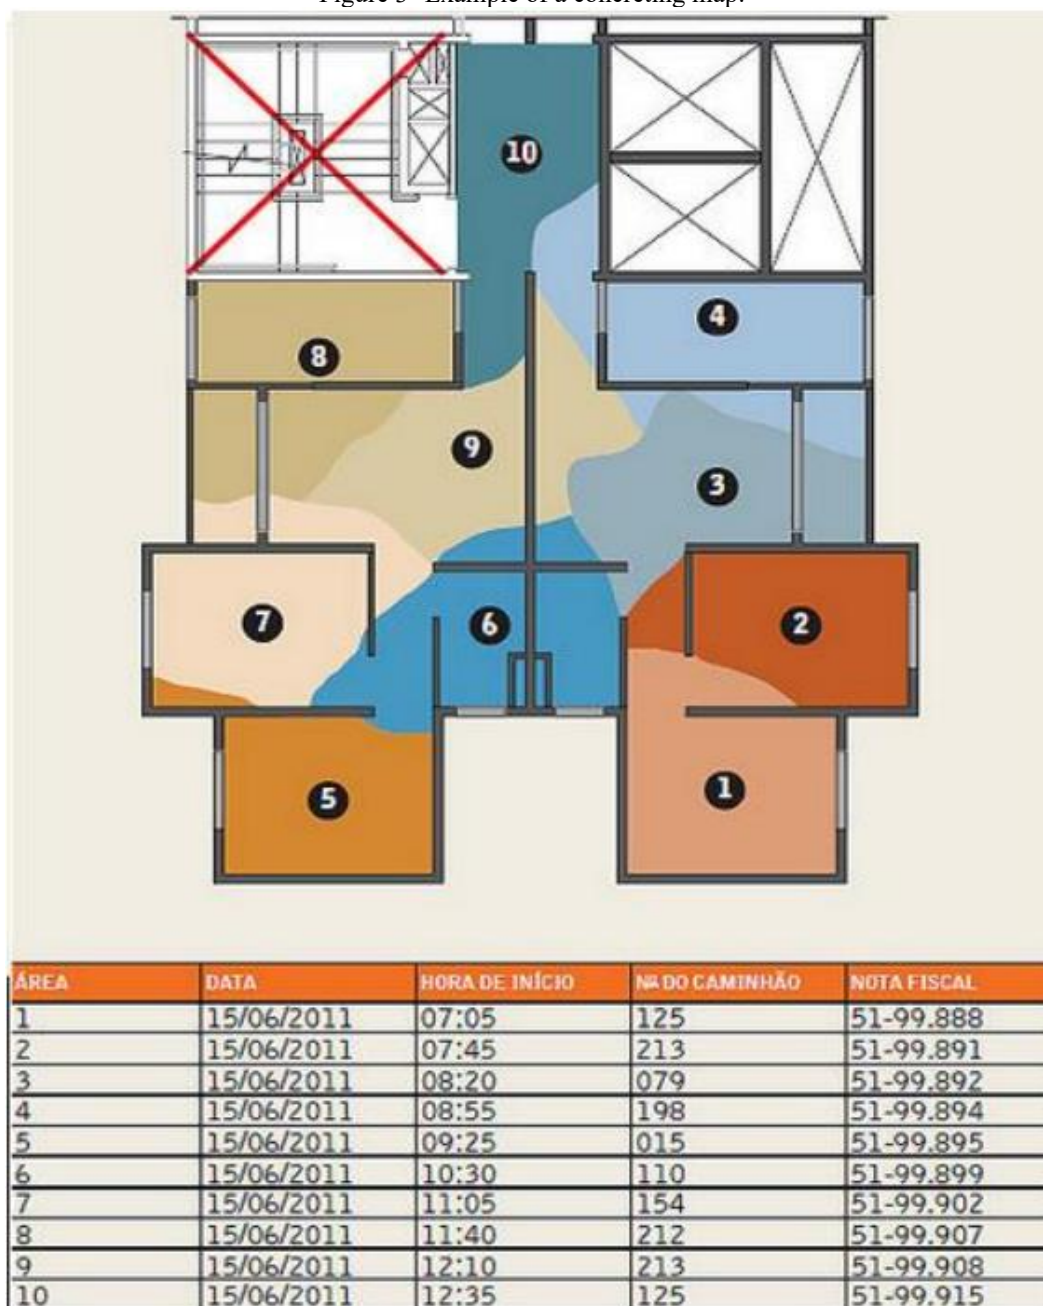 Figure 3- Example of a concreting map.
10
4
8
9
3
7
6
2
5
1
ÁREA DATA HORA DE INÍCIO Nº DO CAMINHÃO NOTA FISCAL
1 15/06/2011 07:05 125 51-99.888
2 15/06/2011 07:45 213 51-99.891
3 15/06/2011 08:20 079 51-99.892
4 15/06/2011 08:55 198 51-99.894
5 15/06/2011 09:25 015 51-99.895
6 15/06/2011 10:30 110 51-99.899
7 15/06/2011 11:05 154 51-99.902
8 15/06/2011 11:40 212 51-99.907
9 15/06/2011 12:10 213 51-99.908
10 15/06/2011 12:35 125 51-99.915